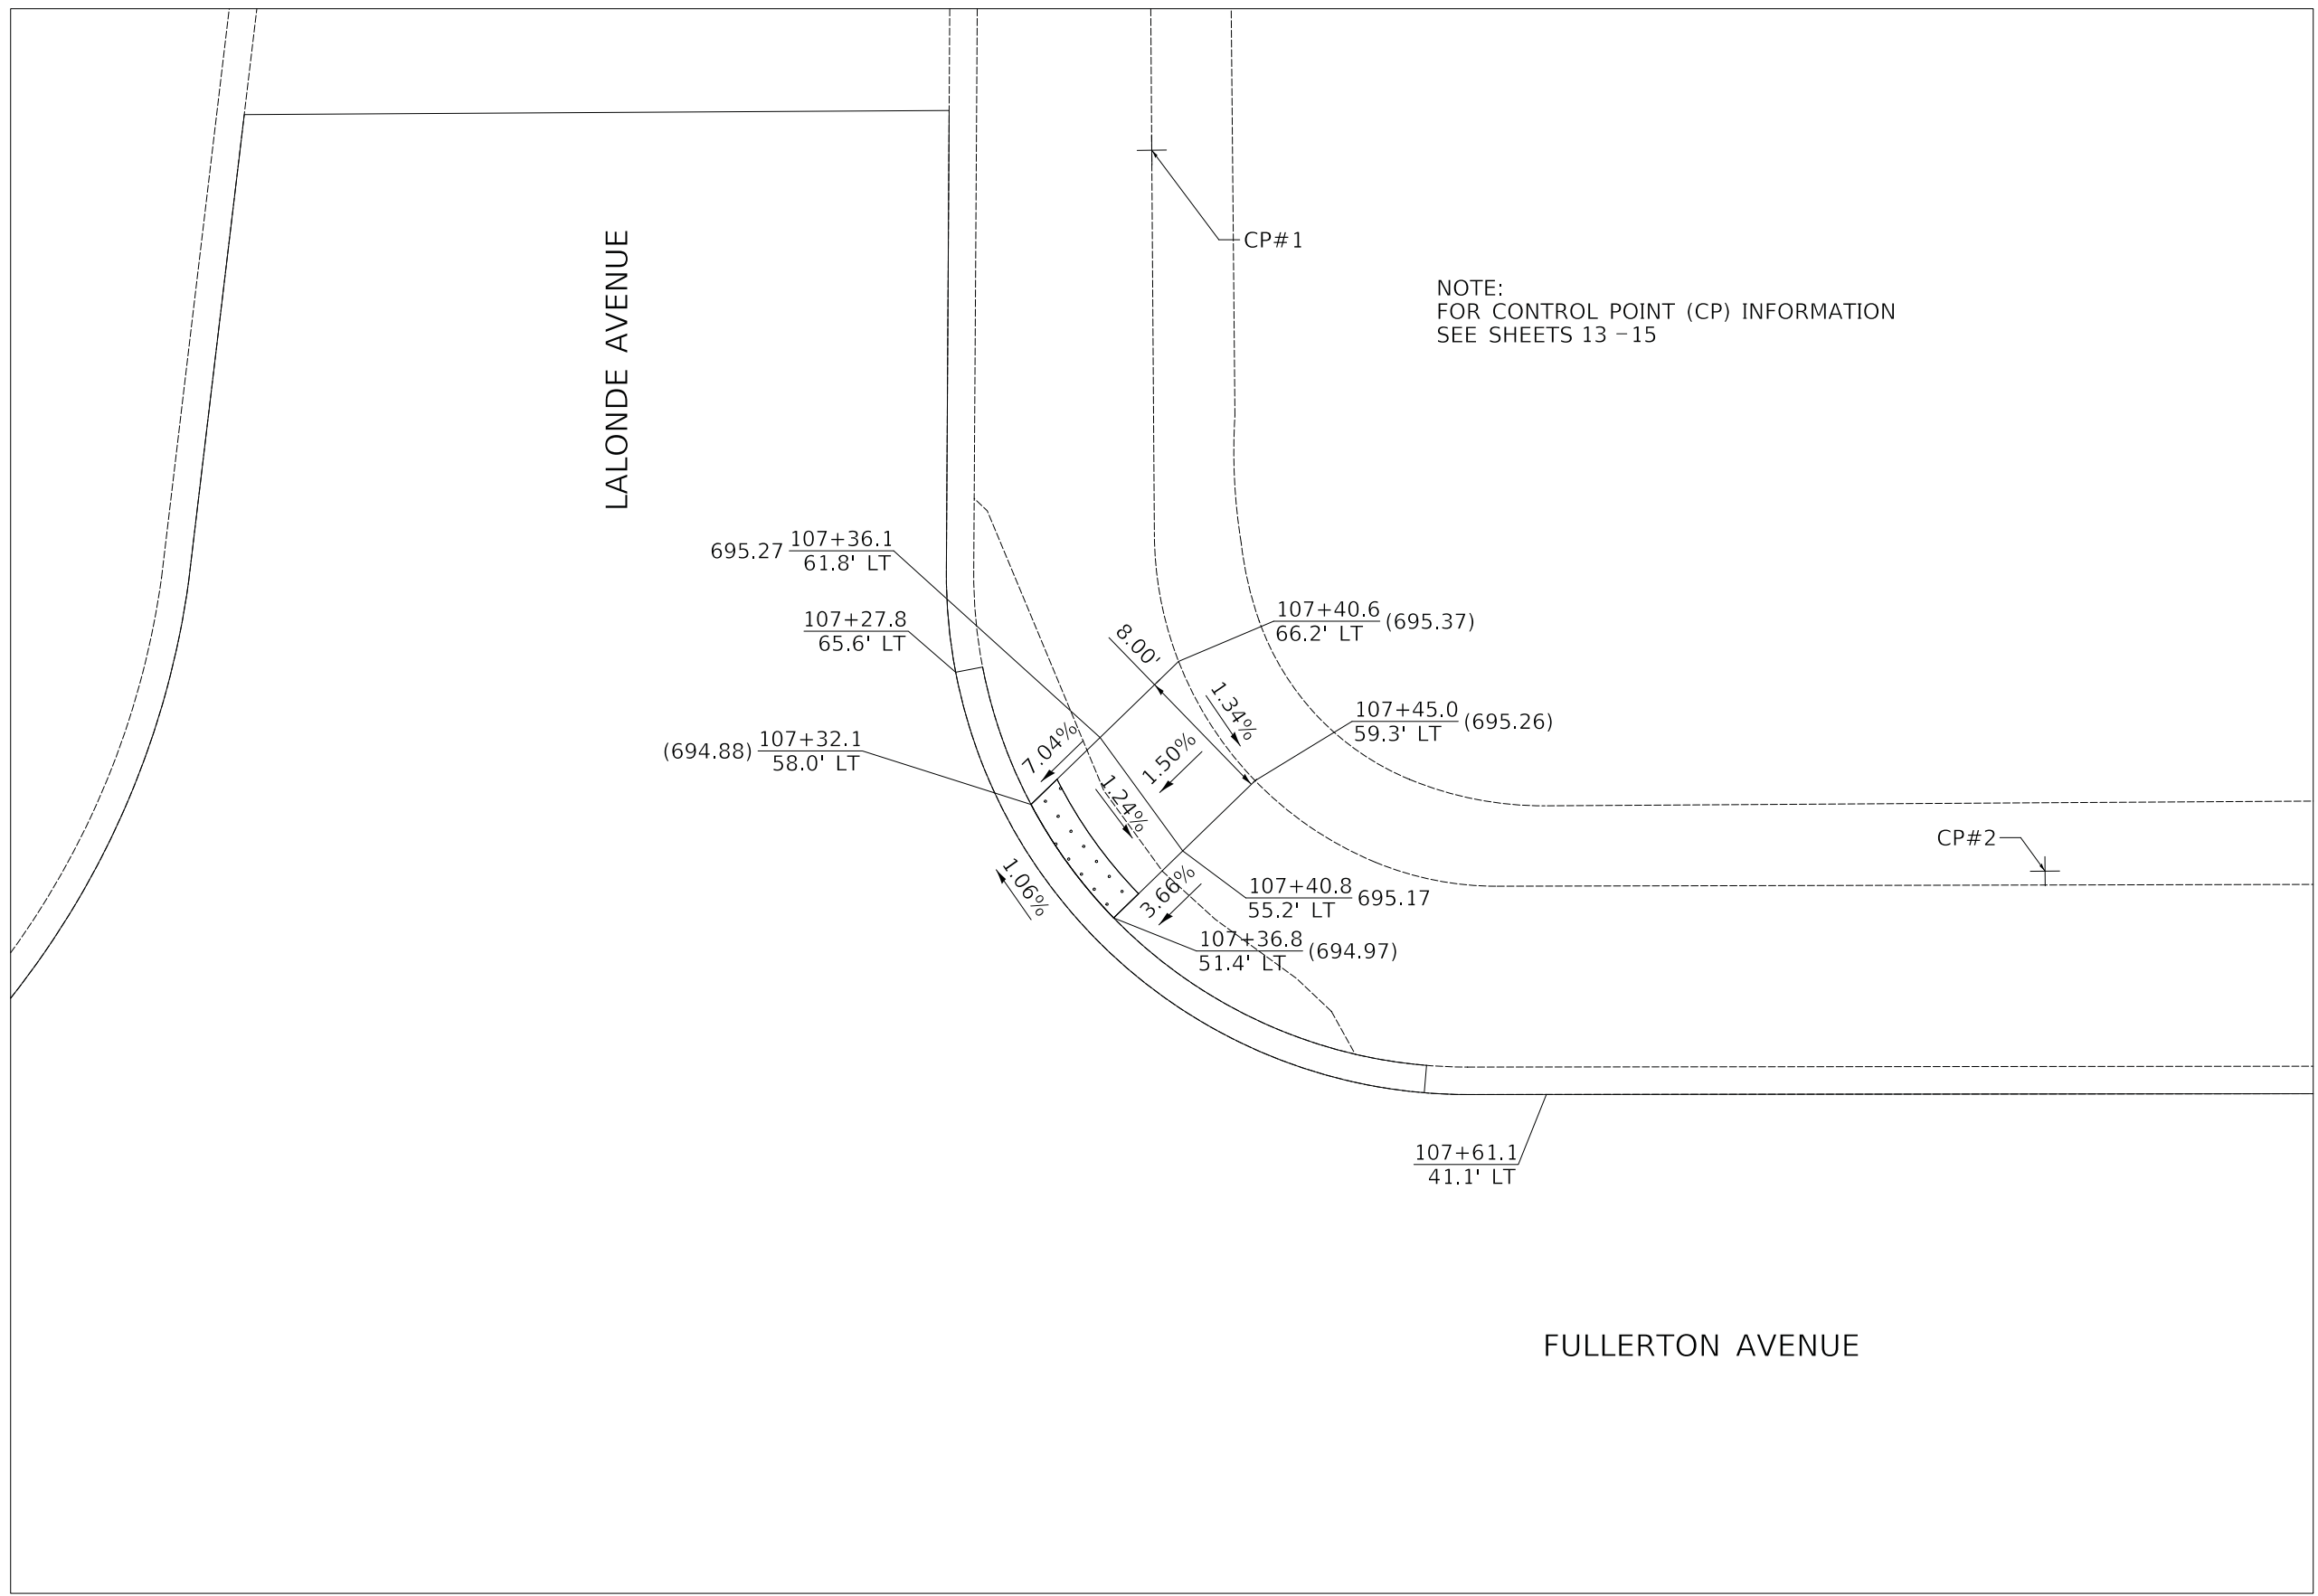 CP#1
LALONDE AVENUE
NOTE:
FOR CONTROL POINT (CP) INFORMATION
SEE SHEETS 13 –15
695.27 107+36.1
61.8' LT
107+27.8
65.6' LT
107+40.6 (695.37)
66.2' LT
8.00'
1.34%
107+45.0 (695.26)
59.3' LT
(694.88) 107+32.1
58.0' LT
7.04%
1.50%
1.24%
CP#2
1.06%
3.66%
107+40.8 695.17
55.2' LT
107+36.8 (694.97)
51.4' LT
107+61.1
41.1' LT
FULLERTON AVENUE